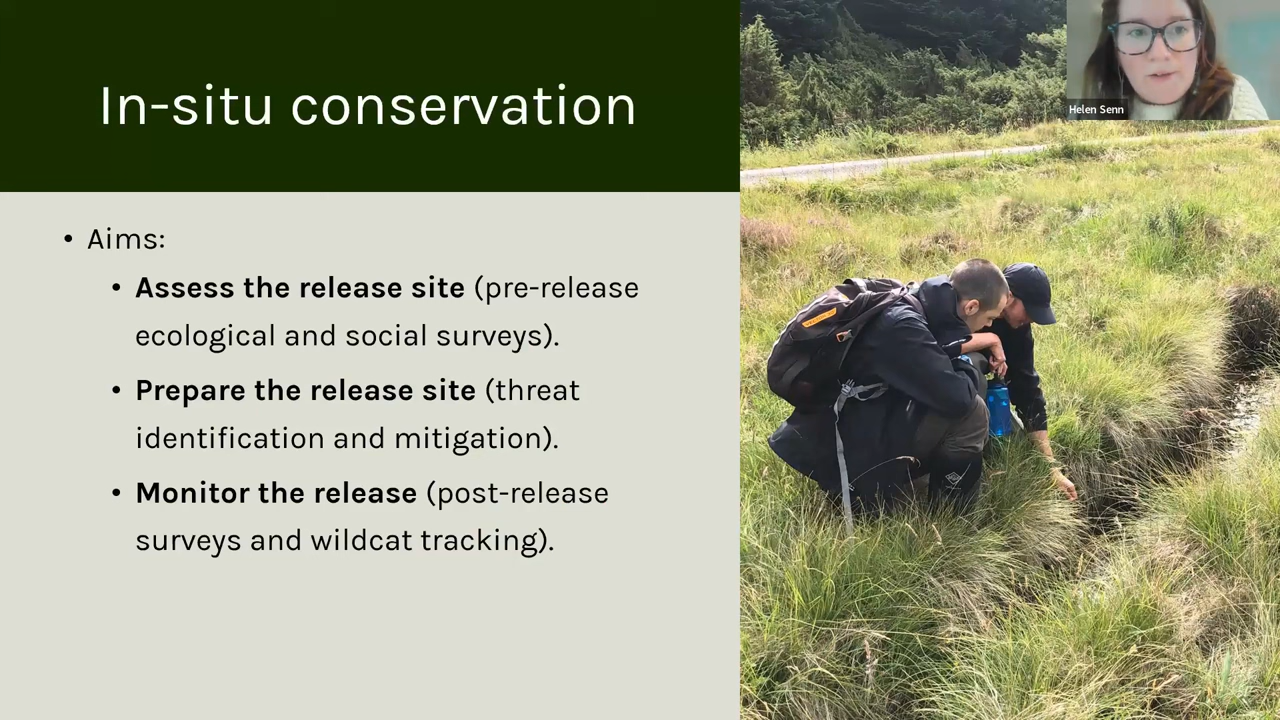 In-situ conservation
Helen Senn
• Aims:
• Assess the release site (pre-release
ecological and social surveys).
• Prepare the release site (threat
identification and mitigation).
• Monitor the release (post-release
surveys and wildcat tracking).